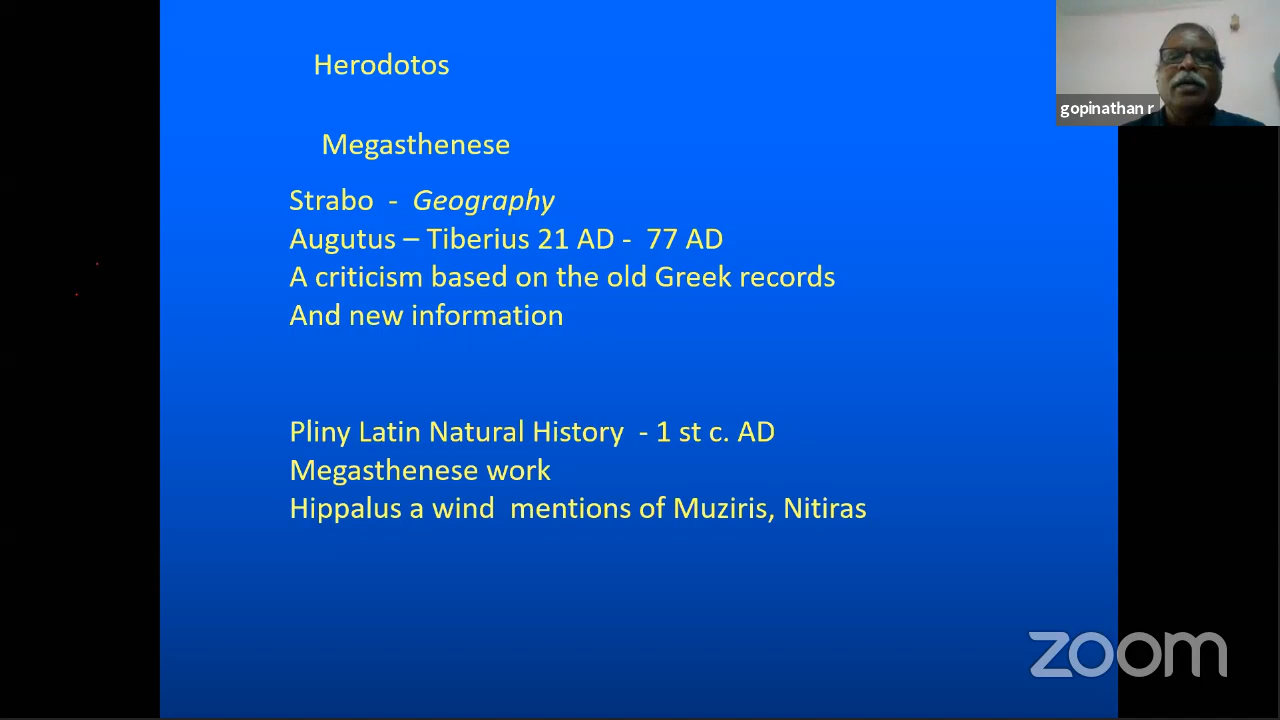 Herodotos
gopinathan r
Megasthenese
Strabo - Geography
Augutus – Tiberius 21 AD - 77 AD
A criticism based on the old Greek records
And new information
Pliny Latin Natural History - 1 st c. AD
Megasthenese work
Hippalus a wind mentions of Muziris, Nitiras
zoom